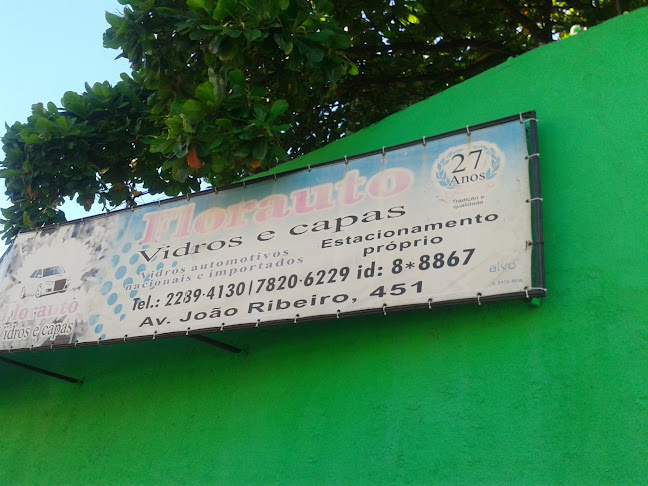 Florauto
Vidros e capas
Vidros automotivos
nacionais e importados
Estacionamento
próprio
Tel.: 2289-4130 / 7820-6229 id: 8*8867
Av. João Ribeiro, 451
27
Anos
Tradição e
qualidade
alvo
Florauto
Vidros e capas